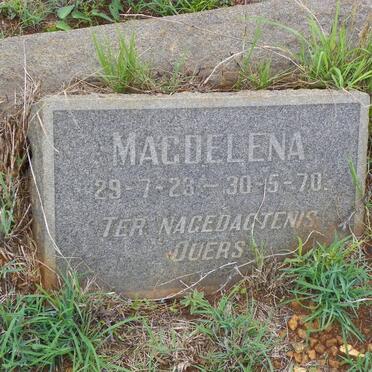 MAGDELENA
29-7-23 - 30-5-70.
TER NAGEDAGTENIS
OUERS